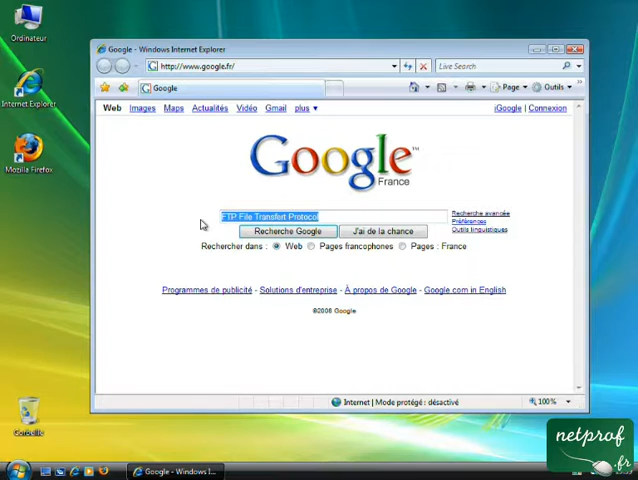 Ordinateur
Internet Explorer
Mozilla Firefox
Corbeille
Google - Windows Internet Explorer
http://www.google.fr/
Live Search
Google
Page
Outils
Web Images Maps Actualités Vidéo Gmail plus
iGoogle | Connexion
Google
France
FTP File Transfert Protocol
Recherche avancée
Préférences
Outils linguistiques
Recherche Google
J'ai de la chance
Rechercher dans : Web Pages francophones Pages : France
Programmes de publicité - Solutions d'entreprise - À propos de Google - Google.com in English
©2008 Google
Internet | Mode protégé : désactivé
100%
Google - Windows I...
netprof
.fr